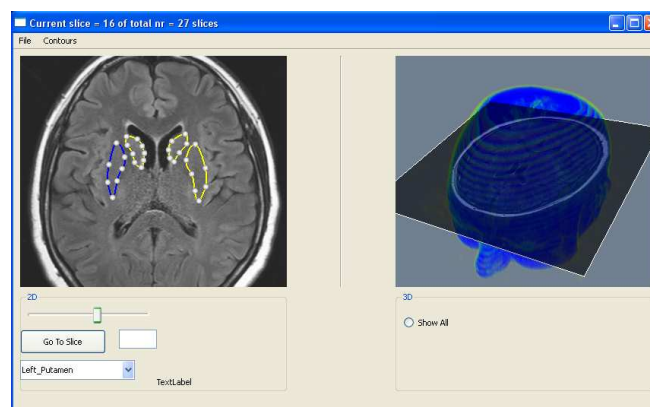 Current slice = 16 of total nr = 27 slices
File Contours
2D
3D
Show All
Go To Slice
Left_Putamen
TextLabel